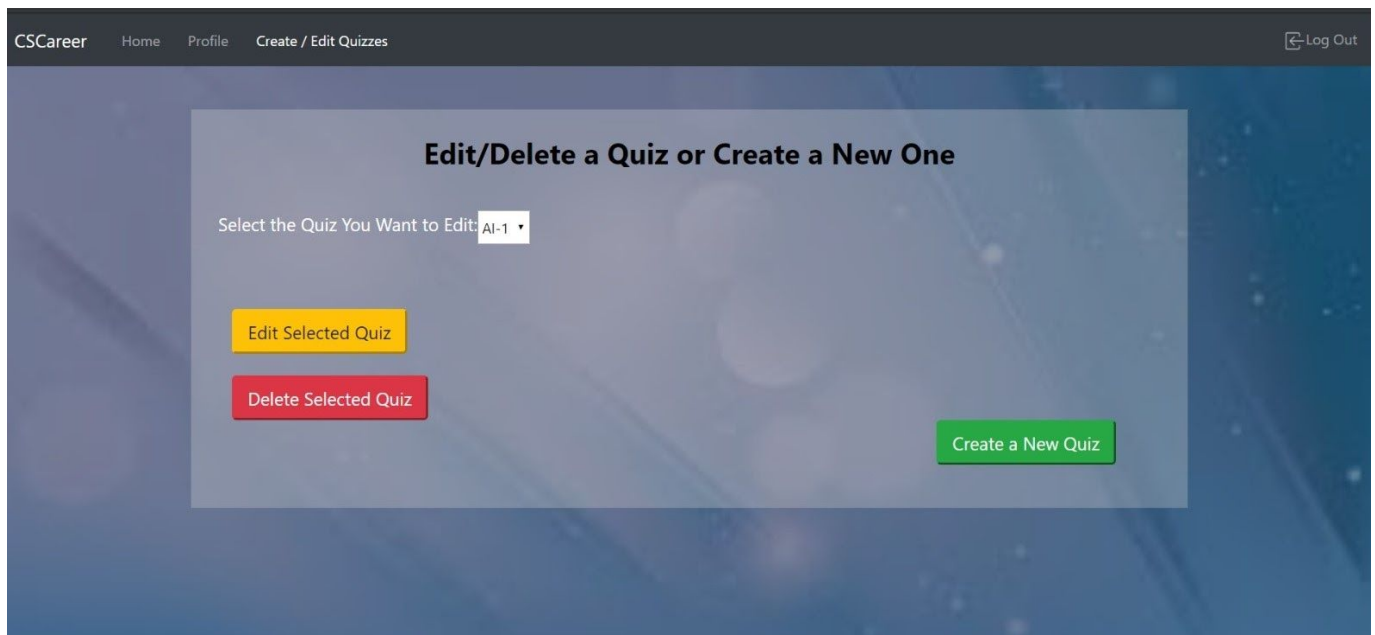 CSCareer Home Profile Create / Edit Quizzes Log Out
Edit/Delete a Quiz or Create a New One
Select the Quiz You Want to Edit: AI-1
Edit Selected Quiz
Delete Selected Quiz
Create a New Quiz